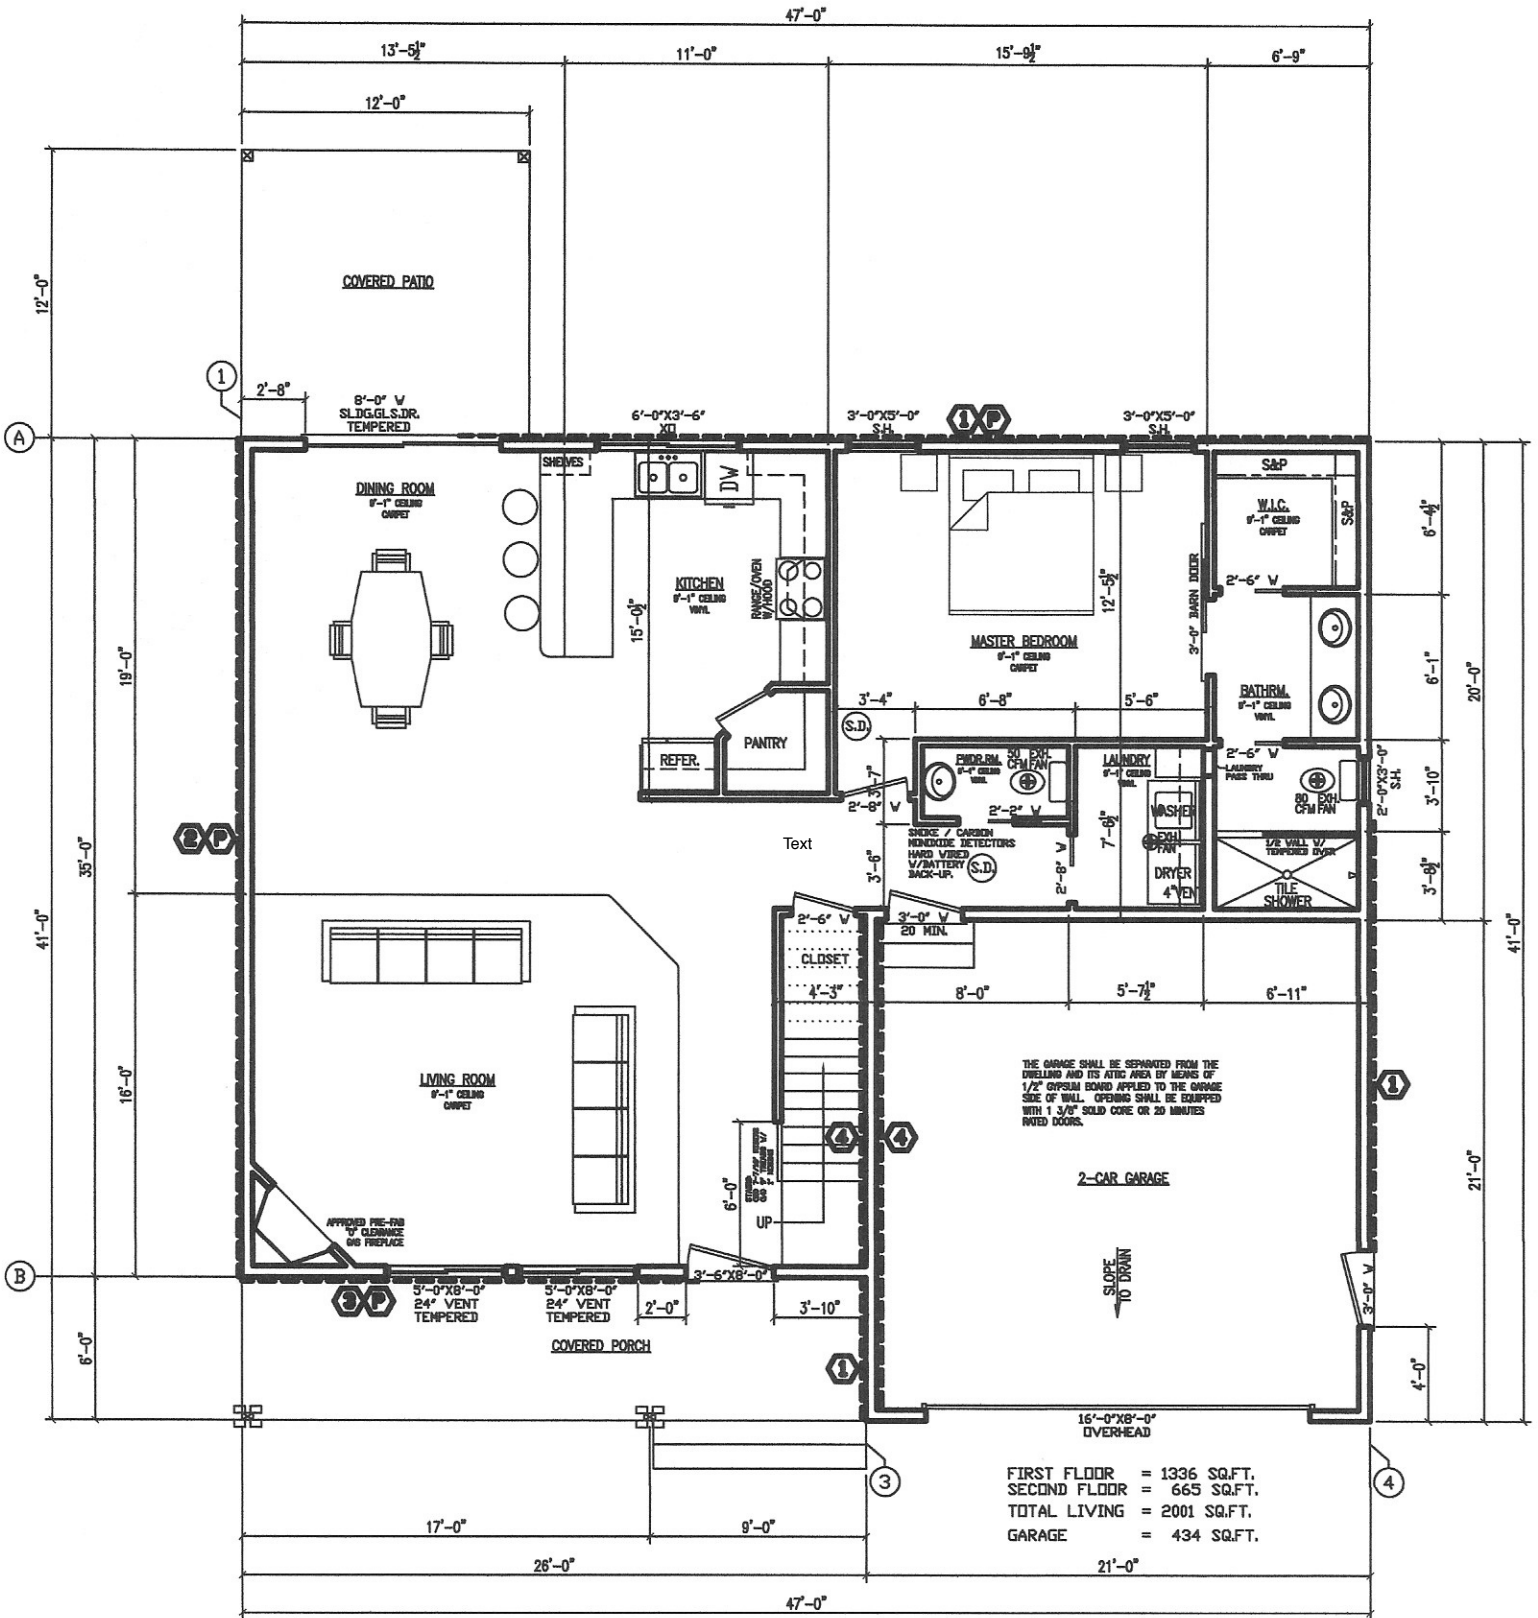 47'-0"
13'-5½"
11'-0"
15'-9½"
6'-9"
12'-0"
12'-0"
COVERED PATIO
1
2'-8"
8'-0" W
SLDG.GLS.DR.
TEMPERED
6'-0"X3'-6"
XO
3'-0"X5'-0"
S.H.
1 P
3'-0"X5'-0"
S.H.
A
SHELVES
DW
DINING ROOM
9'-1" CEILING
CARPET
S&P
S&P
W.I.C.
9'-1" CEILING
CARPET
6'-4½"
KITCHEN
9'-1" CEILING
VINYL
RANGE/OVEN
W/HOOD
15'-0½"
12'-5½"
3'-0" BARN DOOR
2'-6" W
MASTER BEDROOM
9'-1" CEILING
CARPET
19'-0"
6'-1"
20'-0"
BATHRM.
9'-1" CEILING
VINYL
3'-4"
6'-8"
5'-6"
S.D.
PANTRY
REFER.
PWDR.RM.
9'-1" CEILING
VINYL
50 EXH.
CFM FAN
LAUNDRY
9'-1" CEILING
VINYL
2'-6" W
LAUNDRY
PASS THRU
2'-0"X3'-0"
S.H.
3'-10"
80 EXH.
CFM FAN
3'-7"
2'-8" W
2'-2" W
WASHER
7'-6½"
EXH
FAN
2 P
35'-0"
Text
SMOKE / CARBON
MONOXIDE DETECTORS
HARD WIRED
W/BATTERY
BACK-UP.
S.D.
3'-6"
2'-8" W
DRYER
4"VENT
1/2 WALL W/
TEMPERED OVER
TILE
SHOWER
3'-8½"
41'-0"
41'-0"
2'-6" W
3'-0" W
20 MIN.
CLOSET
4'-3"
8'-0"
5'-7½"
6'-11"
16'-0"
LIVING ROOM
9'-1" CEILING
CARPET
THE GARAGE SHALL BE SEPARATED FROM THE
DWELLING AND ITS ATTIC AREA BY MEANS OF
1/2" GYPSUM BOARD APPLIED TO THE GARAGE
SIDE OF WALL. OPENING SHALL BE EQUIPPED
WITH 1 3/8" SOLID CORE OR 20 MINUTES
RATED DOORS.
1
4
4
2-CAR GARAGE
21'-0"
6'-0"
UP
APPROVED PRE-FAB
"0" CLEARANCE
GAS FIREPLACE
SLOPE
TO DRAIN
B
3'-6"X8'-0"
3'-0" W
3 P
5'-0"X8'-0"
24" VENT
TEMPERED
5'-0"X8'-0"
24" VENT
TEMPERED
2'-0"
3'-10"
COVERED PORCH
6'-0"
1
4'-0"
16'-0"X8'-0"
OVERHEAD
3
4
FIRST FLOOR = 1336 SQ.FT.
SECOND FLOOR = 665 SQ.FT.
TOTAL LIVING = 2001 SQ.FT.
GARAGE = 434 SQ.FT.
17'-0"
9'-0"
26'-0"
21'-0"
47'-0"